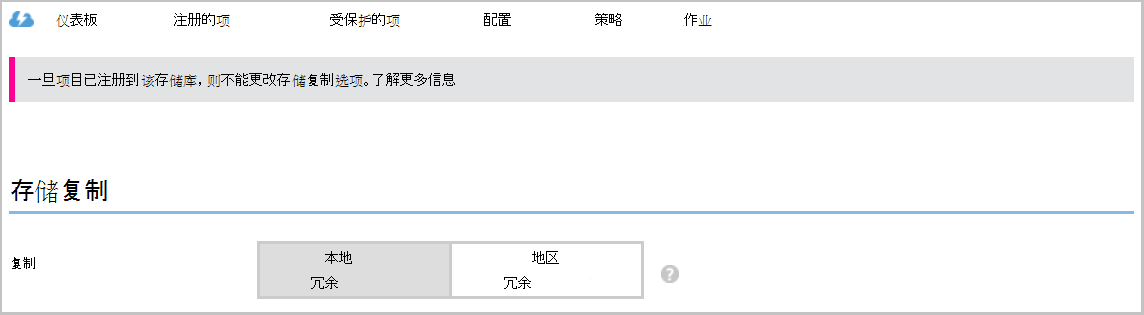 仪表板 注册的项 受保护的项 配置 策略 作业
一旦项目已注册到该存储库,则不能更改存储复制选项。了解更多信息
存储复制
复制
本地 地区
冗余 冗余
?